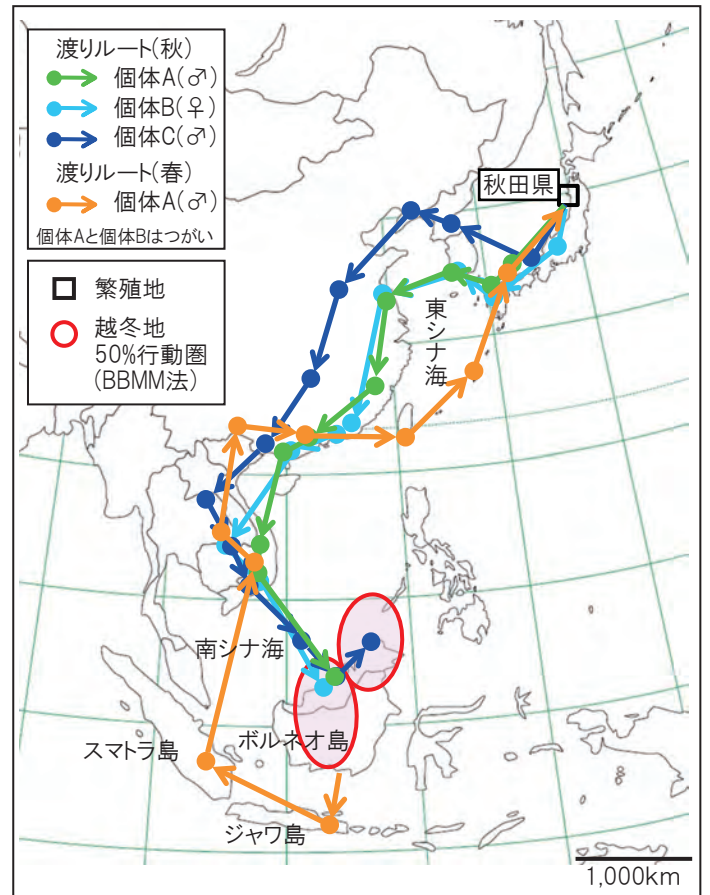 渡りルート(秋)
個体A(♂)
個体B(♀)
個体C(♂)
渡りルート(春)
個体A(♂)
個体Aと個体Bはつがい
繁殖地
越冬地
50%行動圏
(BBMM法)
秋田県
東シナ海
南シナ海
ボルネオ島
スマトラ島
ジャワ島
1,000km